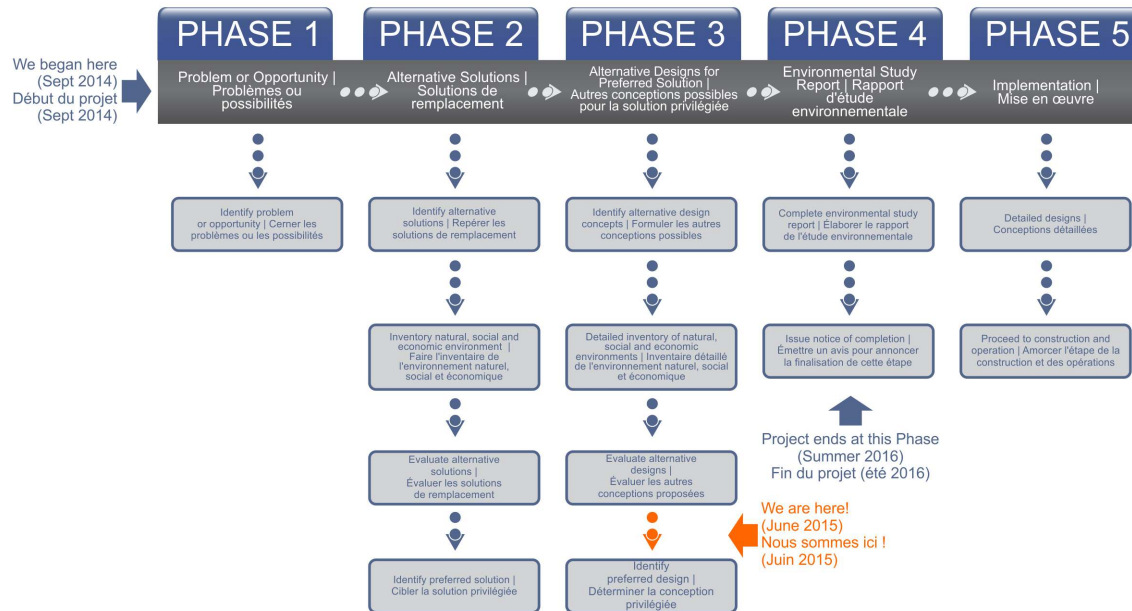 PHASE 1
PHASE 2
PHASE 3
PHASE 4
PHASE 5
We began here
(Sept 2014)
Début du projet
(Sept 2014)
Problem or Opportunity |
Problèmes ou
possibilités
Alternative Solutions |
Solutions de
remplacement
Alternative Designs for
Preferred Solution |
Autres conceptions possibles
pour la solution privilégiée
Environmental Study
Report | Rapport
d'étude
environnementale
Implementation |
Mise en œuvre
Identify problem
or opportunity | Cerner les
problèmes ou les possibilités
Identify alternative
solutions | Repérer les
solutions de remplacement
Identify alternative design
concepts | Formuler les autres
conceptions possibles
Complete environmental study
report | Élaborer le rapport
de l'étude environnementale
Detailed designs |
Conceptions détaillées
Inventory natural, social and
economic environment |
Faire l'inventaire de
l'environnement naturel,
social et économique
Detailed inventory of natural,
social and economic
environments | Inventaire détaillé
de l'environnement naturel, social
et économique
Issue notice of completion |
Émettre un avis pour annoncer
la finalisation de cette étape
Proceed to construction and
operation | Amorcer l'étape de la
construction et des opérations
Project ends at this Phase
(Summer 2016)
Fin du projet (été 2016)
Evaluate alternative
solutions |
Évaluer les solutions
de remplacement
Evaluate alternative
designs |
Évaluer les autres
conceptions proposées
We are here!
(June 2015)
Nous sommes ici !
(Juin 2015)
Identify preferred solution |
Cibler la solution privilégiée
Identify
preferred design |
Déterminer la conception
privilégiée